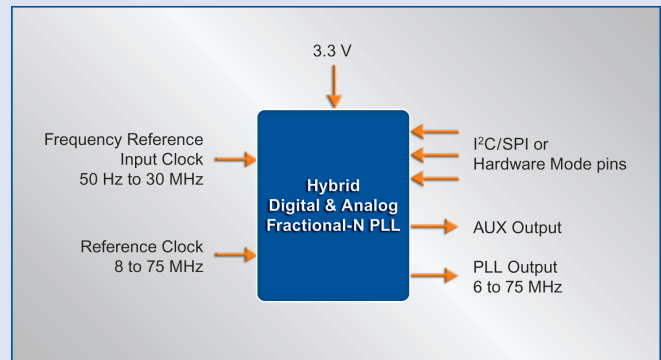 3.3 V
Frequency Reference
Input Clock
50 Hz to 30 MHz
Reference Clock
8 to 75 MHz
Hybrid
Digital & Analog
Fractional-N PLL
I²C/SPI or
Hardware Mode pins
AUX Output
PLL Output
6 to 75 MHz